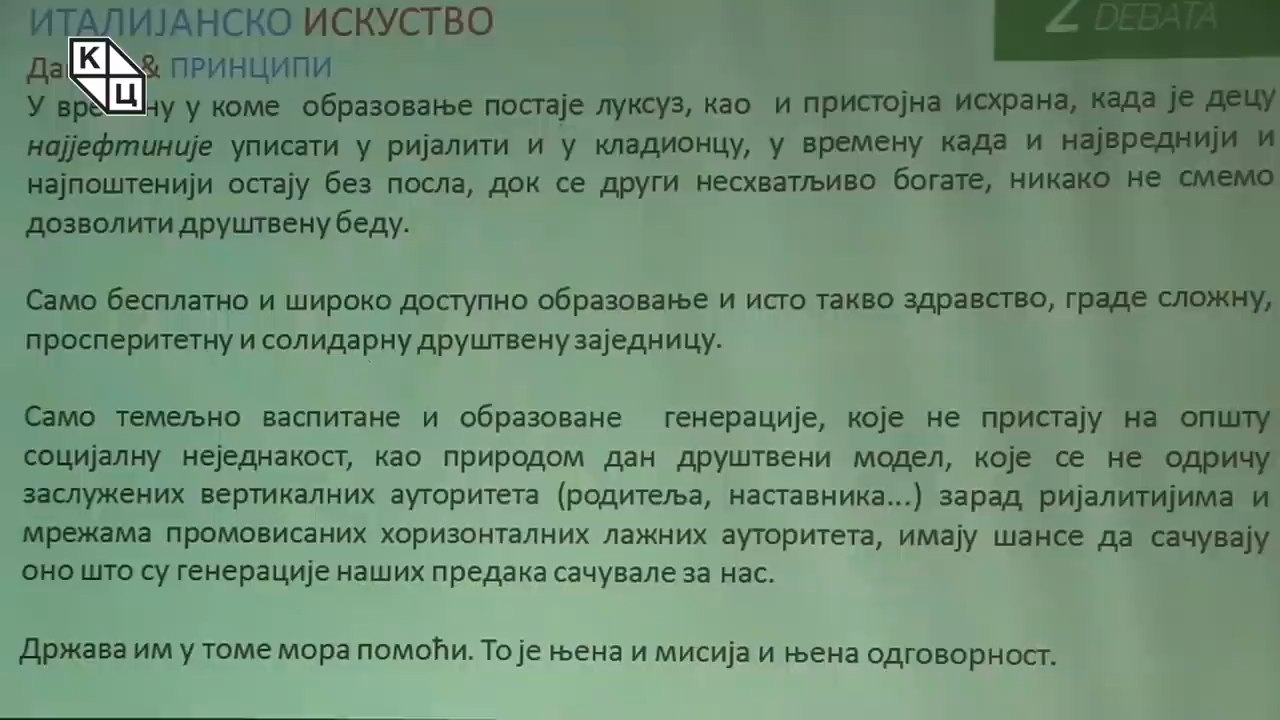 ИТАЛИЈАНСКО ИСКУСТВО
2 DEBATA
& ПРИНЦИПИ
К
Ц
У у коме образовање постаје луксуз, као и пристојна исхрана, када је децу
најјефтиније уписати у ријалити и у кладионцу, у времену када и највреднији и
најпоштенији остају без посла, док се други несхватљиво богате, никако не смемо
дозволити друштвену беду.
Само бесплатно и широко доступно образовање и исто такво здравство, граде сложну,
просперитетну и солидарну друштвену заједницу.
Само темељно васпитане и образоване генерације, које не пристају на општу
социјалну неједнакост, као природом дан друштвени модел, које се не одричу
заслужених вертикалних ауторитета (родитеља, наставника...) зарад ријалитијима и
мрежама промовисаних хоризонталних лажних ауторитета, имају шансе да сачувају
оно што су генерације наших предака сачувале за нас.
Држава им у томе мора помоћи. То је њена и мисија и њена одговорност.